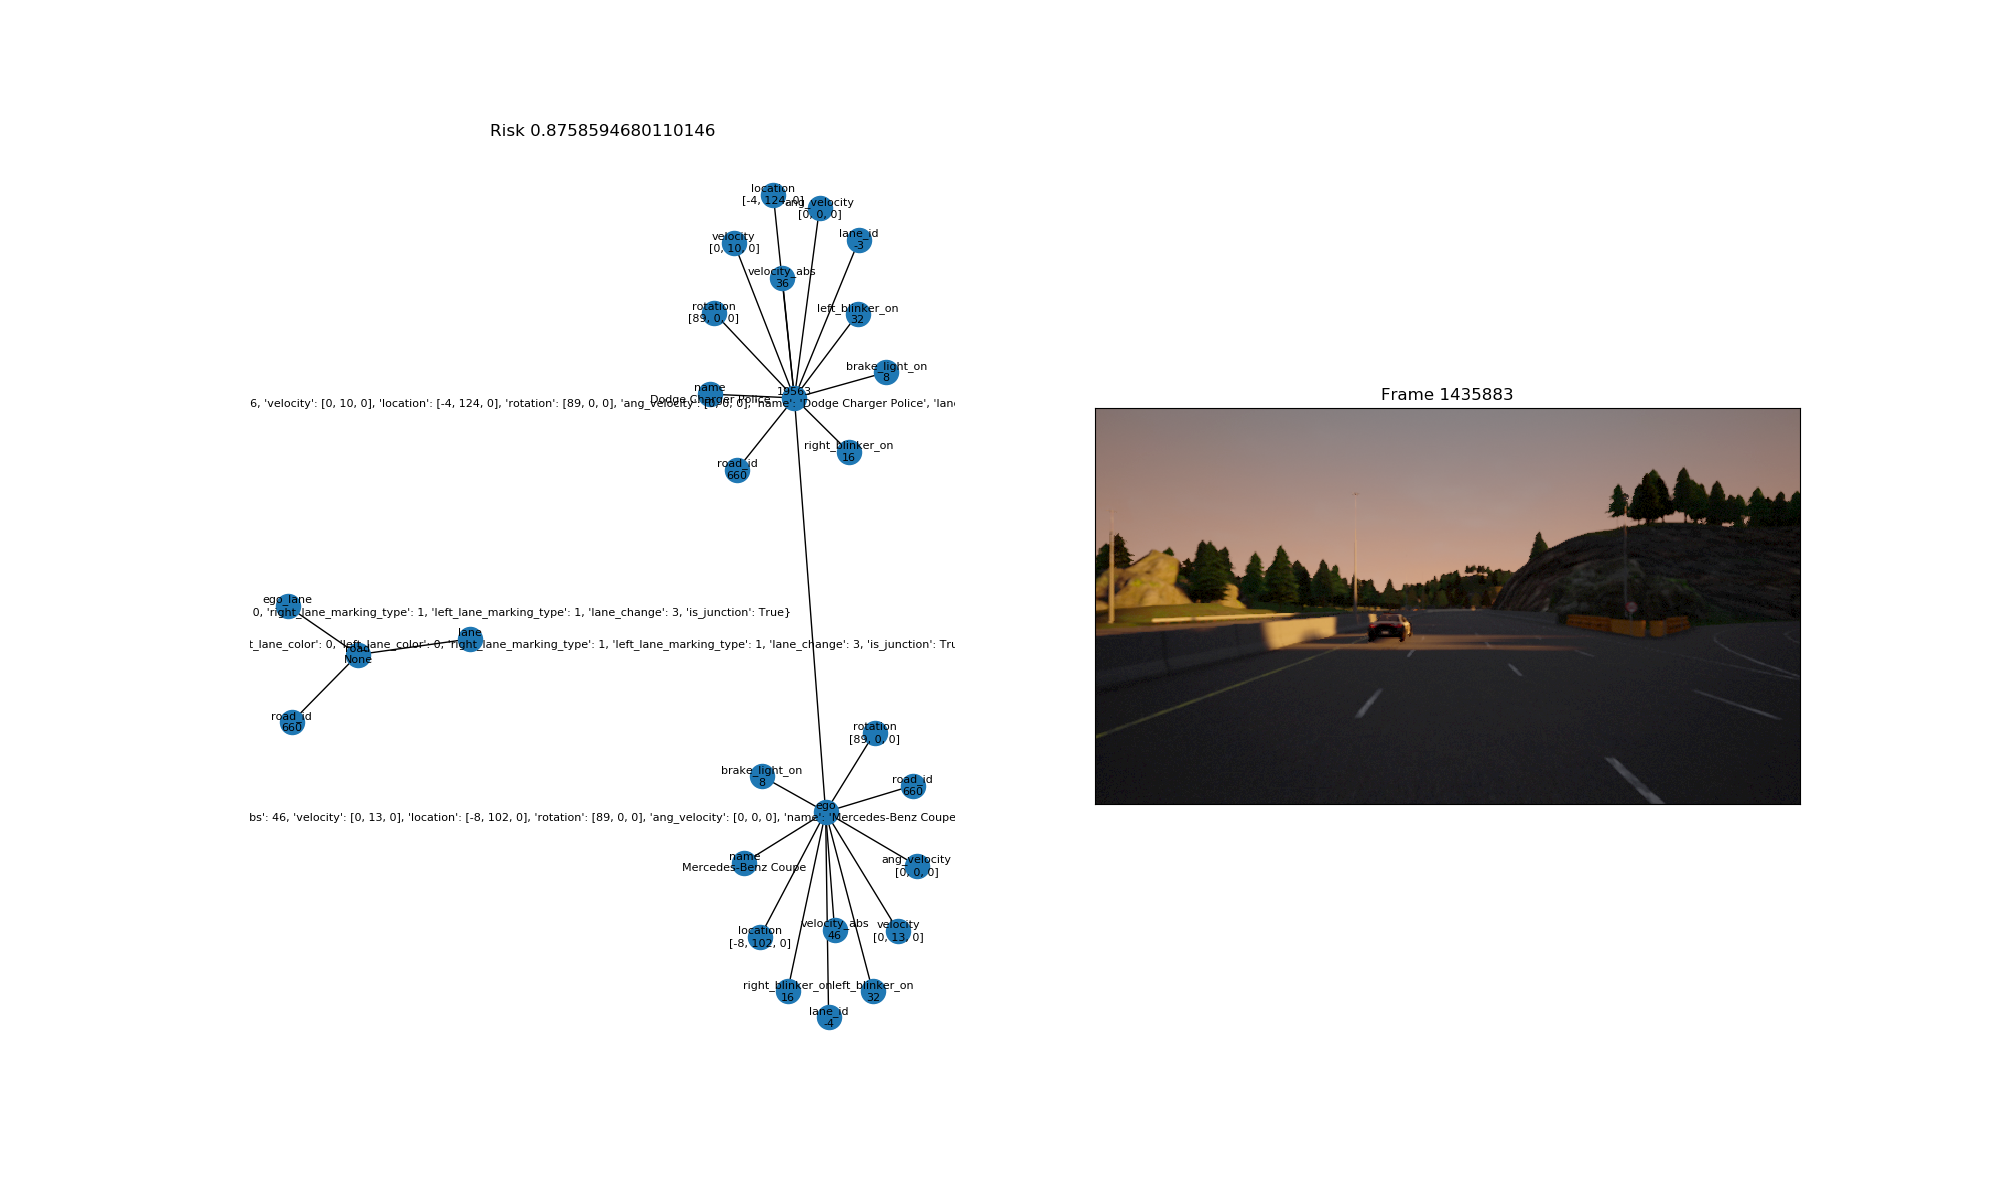 Risk 0.8758594680110146
location
[-4, 124, 0]
ang_velocity
[0, 0, 0]
velocity
[0, 10, 0]
lane_id
-3
velocity_abs
36
rotation
[89, 0, 0]
left_blinker_on
32
brake_light_on
8
name
Dodge Charger Police
19563
6, 'velocity': [0, 10, 0], 'location': [-4, 124, 0], 'rotation': [89, 0, 0], 'ang_velocity': [0, 0, 0], 'name': 'Dodge Charger Police', 'lane
right_blinker_on
16
road_id
660
Frame 1435883
ego_lane
0, 'right_lane_marking_type': 1, 'left_lane_marking_type': 1, 'lane_change': 3, 'is_junction': True}
lane
t_lane_color': 0, 'left_lane_color': 0, 'right_lane_marking_type': 1, 'left_lane_marking_type': 1, 'lane_change': 3, 'is_junction': Tru
road
None
road_id
660
rotation
[89, 0, 0]
brake_light_on
8
road_id
660
ego
bs': 46, 'velocity': [0, 13, 0], 'location': [-8, 102, 0], 'rotation': [89, 0, 0], 'ang_velocity': [0, 0, 0], 'name': 'Mercedes-Benz Coupe
name
Mercedes-Benz Coupe
ang_velocity
[0, 0, 0]
location
[-8, 102, 0]
velocity_abs
46
velocity
[0, 13, 0]
right_blinker_on
16
left_blinker_on
32
lane_id
-4